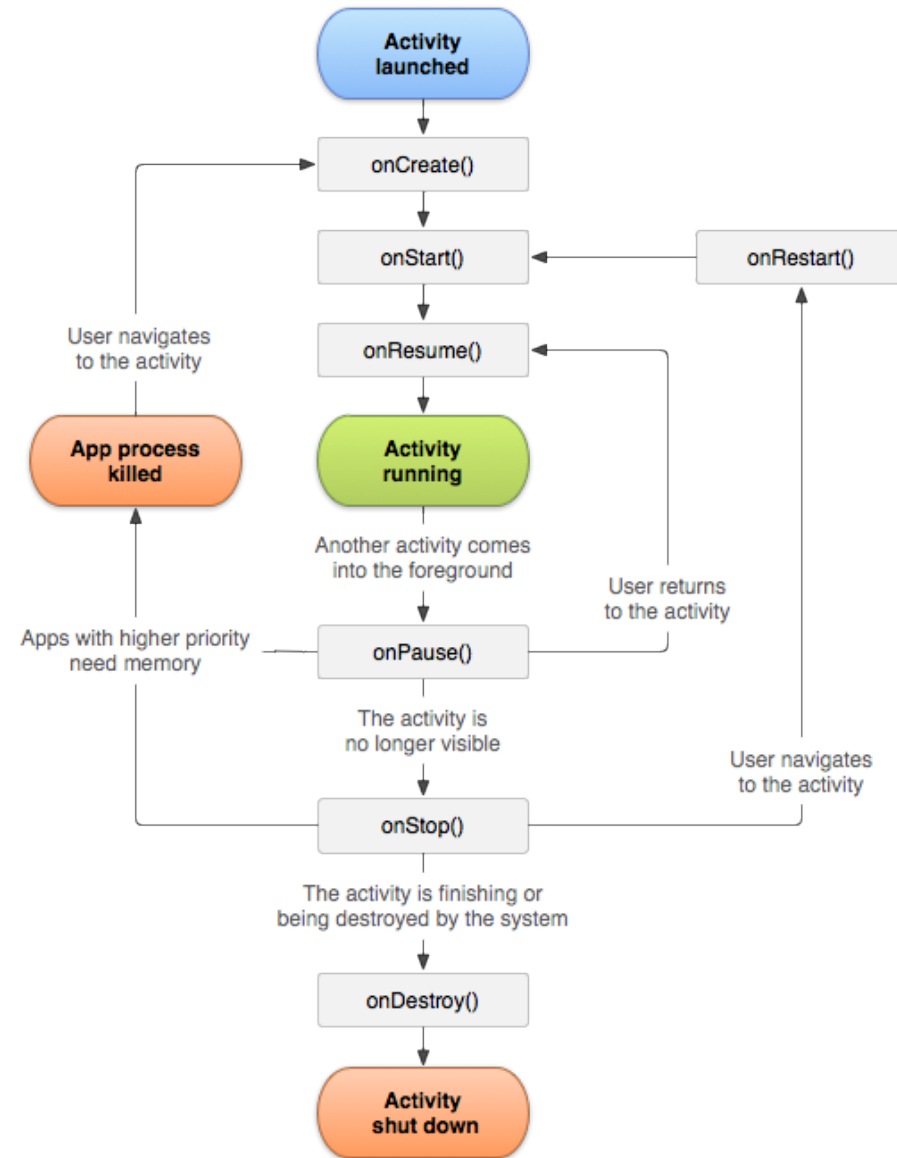 Activity
launched
onCreate()
onStart()
onRestart()
onResume()
User navigates
to the activity
App process
killed
Activity
running
Another activity comes
into the foreground
User returns
to the activity
Apps with higher priority
need memory
onPause()
The activity is
no longer visible
User navigates
to the activity
onStop()
The activity is finishing or
being destroyed by the system
onDestroy()
Activity
shut down